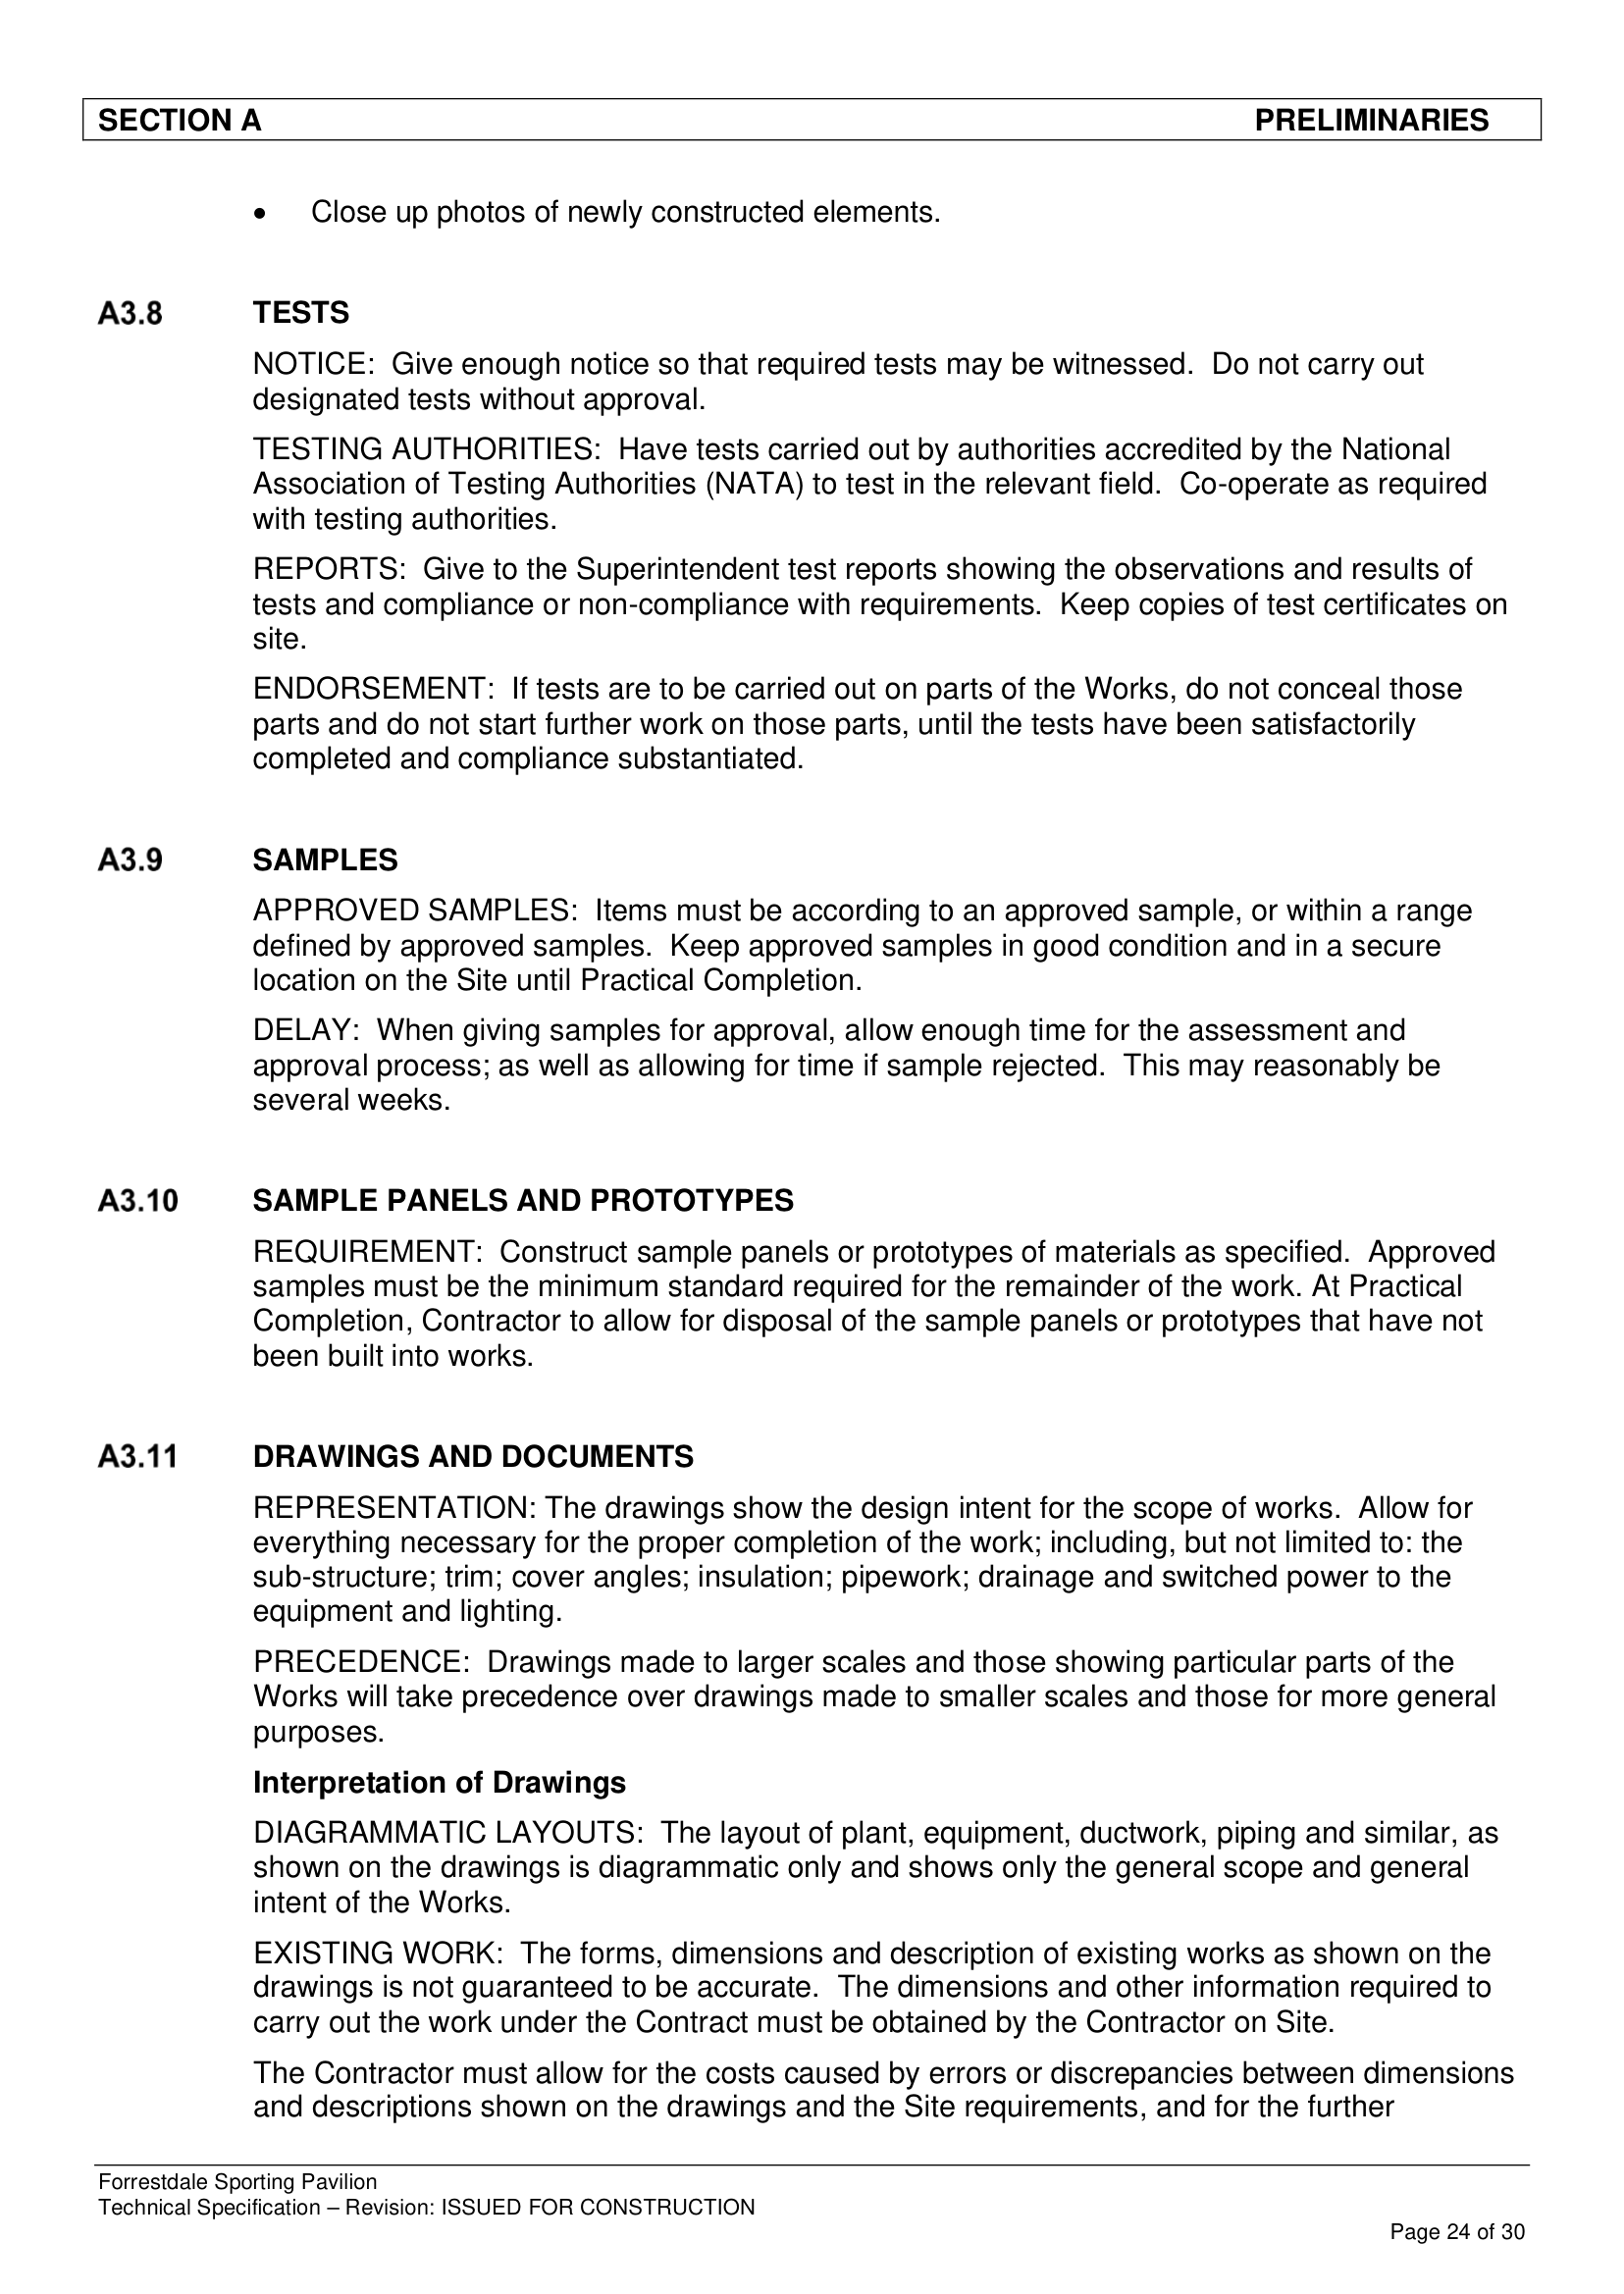 SECTION A PRELIMINARIES
• Close up photos of newly constructed elements.
A3.8 TESTS
NOTICE:  Give enough notice so that required tests may be witnessed.  Do not carry out
designated tests without approval.
TESTING AUTHORITIES:  Have tests carried out by authorities accredited by the National
Association of Testing Authorities (NATA) to test in the relevant field.  Co-operate as required
with testing authorities.
REPORTS:  Give to the Superintendent test reports showing the observations and results of
tests and compliance or non-compliance with requirements.  Keep copies of test certificates on
site.
ENDORSEMENT:  If tests are to be carried out on parts of the Works, do not conceal those
parts and do not start further work on those parts, until the tests have been satisfactorily
completed and compliance substantiated.
A3.9 SAMPLES
APPROVED SAMPLES:  Items must be according to an approved sample, or within a range
defined by approved samples.  Keep approved samples in good condition and in a secure
location on the Site until Practical Completion.
DELAY:  When giving samples for approval, allow enough time for the assessment and
approval process; as well as allowing for time if sample rejected.  This may reasonably be
several weeks.
A3.10 SAMPLE PANELS AND PROTOTYPES
REQUIREMENT:  Construct sample panels or prototypes of materials as specified.  Approved
samples must be the minimum standard required for the remainder of the work. At Practical
Completion, Contractor to allow for disposal of the sample panels or prototypes that have not
been built into works.
A3.11 DRAWINGS AND DOCUMENTS
REPRESENTATION: The drawings show the design intent for the scope of works.  Allow for
everything necessary for the proper completion of the work; including, but not limited to: the
sub-structure; trim; cover angles; insulation; pipework; drainage and switched power to the
equipment and lighting.
PRECEDENCE:  Drawings made to larger scales and those showing particular parts of the
Works will take precedence over drawings made to smaller scales and those for more general
purposes.
Interpretation of Drawings
DIAGRAMMATIC LAYOUTS:  The layout of plant, equipment, ductwork, piping and similar, as
shown on the drawings is diagrammatic only and shows only the general scope and general
intent of the Works.
EXISTING WORK:  The forms, dimensions and description of existing works as shown on the
drawings is not guaranteed to be accurate.  The dimensions and other information required to
carry out the work under the Contract must be obtained by the Contractor on Site.
The Contractor must allow for the costs caused by errors or discrepancies between dimensions
and descriptions shown on the drawings and the Site requirements, and for the further
Forrestdale Sporting Pavilion
Technical Specification – Revision: ISSUED FOR CONSTRUCTION
Page 24 of 30